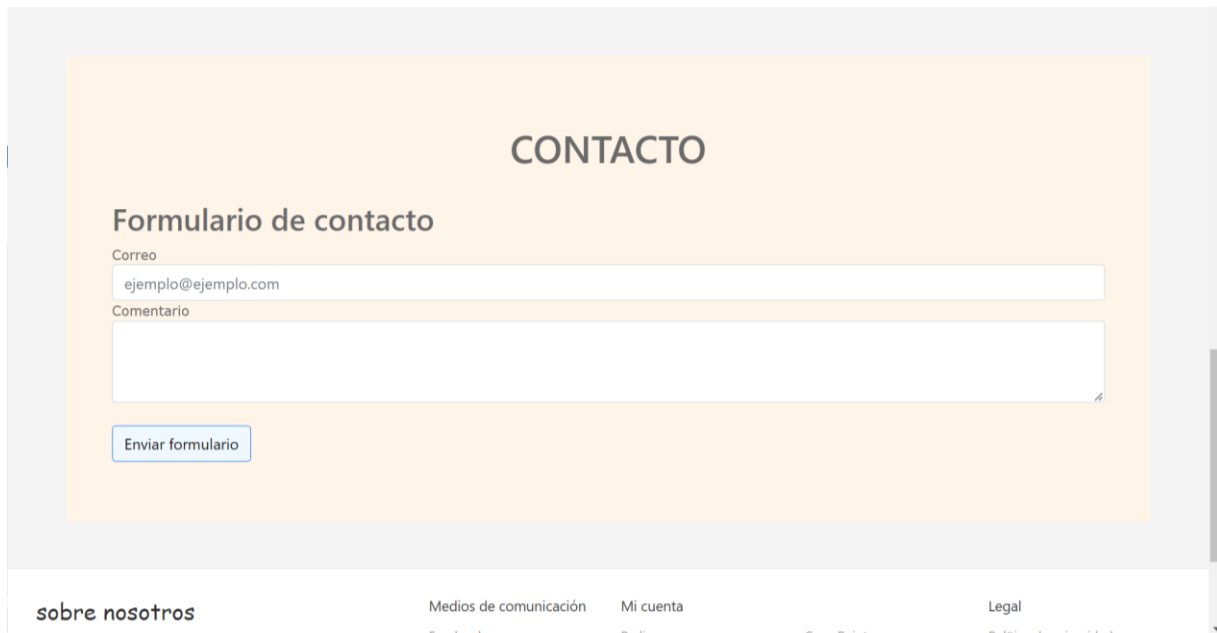 CONTACTO
Formulario de contacto
Correo
ejemplo@ejemplo.com
Comentario
Enviar formulario
sobre nosotros
Medios de comunicación
Mi cuenta
Legal